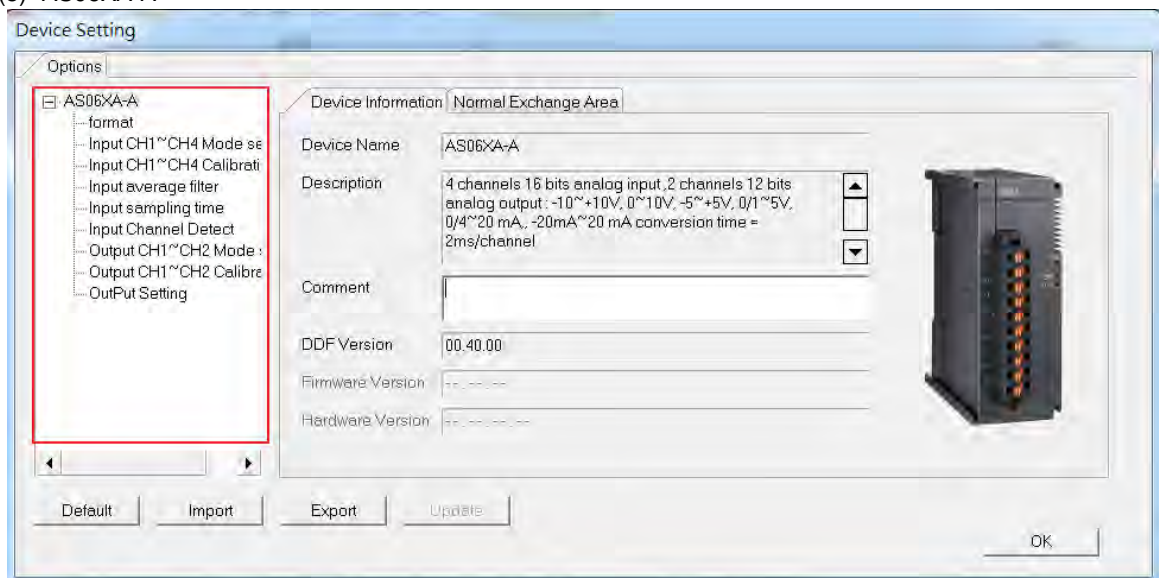 Device Setting
Options
AS06XA-A
format
Input CH1~CH4 Mode se
Input CH1~CH4 Calibrati
Input average filter
Input sampling time
Input Channel Detect
Output CH1~CH2 Mode
Output CH1~CH2 Calibre
OutPut Setting
Device Information Normal Exchange Area
Device Name AS06XA-A
Description 4 channels 16 bits analog input ,2 channels 12 bits
analog output : -10~+10V, 0~10V, -5~+5V, 0/1~5V,
0/4~20 mA,, -20mA~20 mA conversion time =
2ms/channel
Comment
DDF Version 00.40.00
Firmware Version --.--.--
Hardware Version --.--.--.--
Default Import Export Update
OK